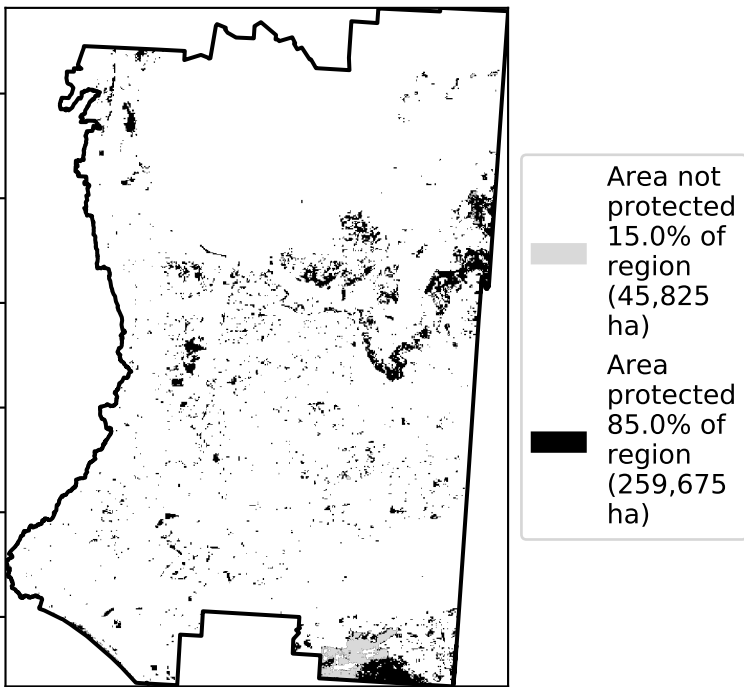 Area not
protected
15.0% of
region
(45,825
ha)
Area
protected
85.0% of
region
(259,675
ha)